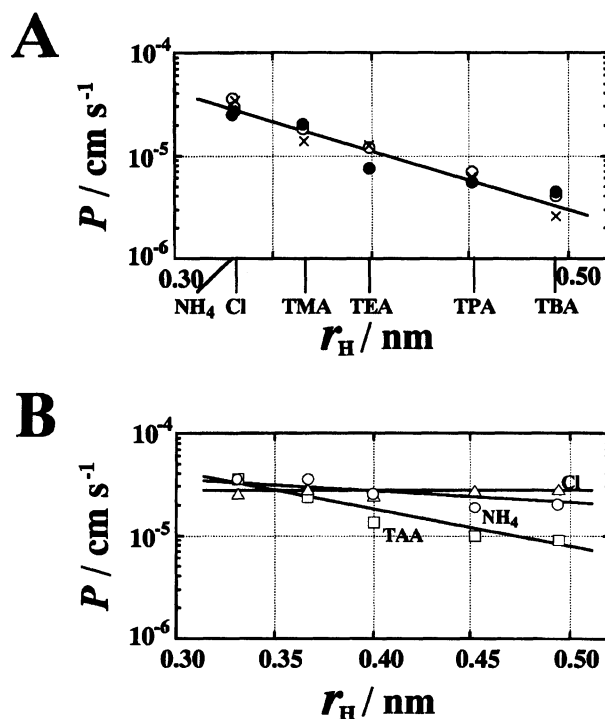 A
P / cm s⁻¹
10⁻⁴
10⁻⁵
10⁻⁶
0.30
0.50
NH₄ Cl TMA TEA TPA TBA
r_H / nm
B
P / cm s⁻¹
10⁻⁴
10⁻⁵
10⁻⁶
Cl
NH₄
TAA
0.30 0.35 0.40 0.45 0.50
r_H / nm